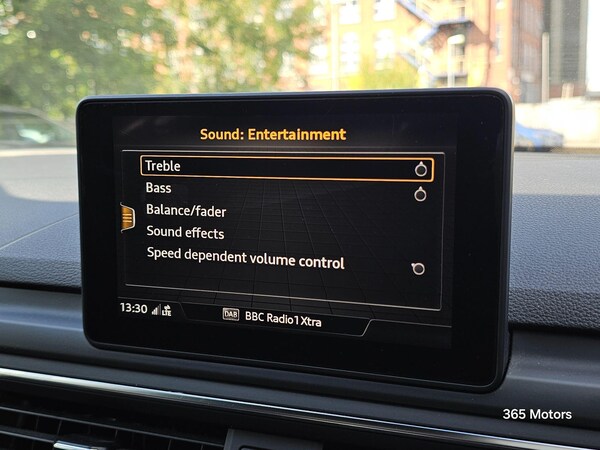 Sound: Entertainment
Treble
Bass
Balance/fader
Sound effects
Speed dependent volume control
13:30 LTE DAB BBC Radio1Xtra
365 Motors